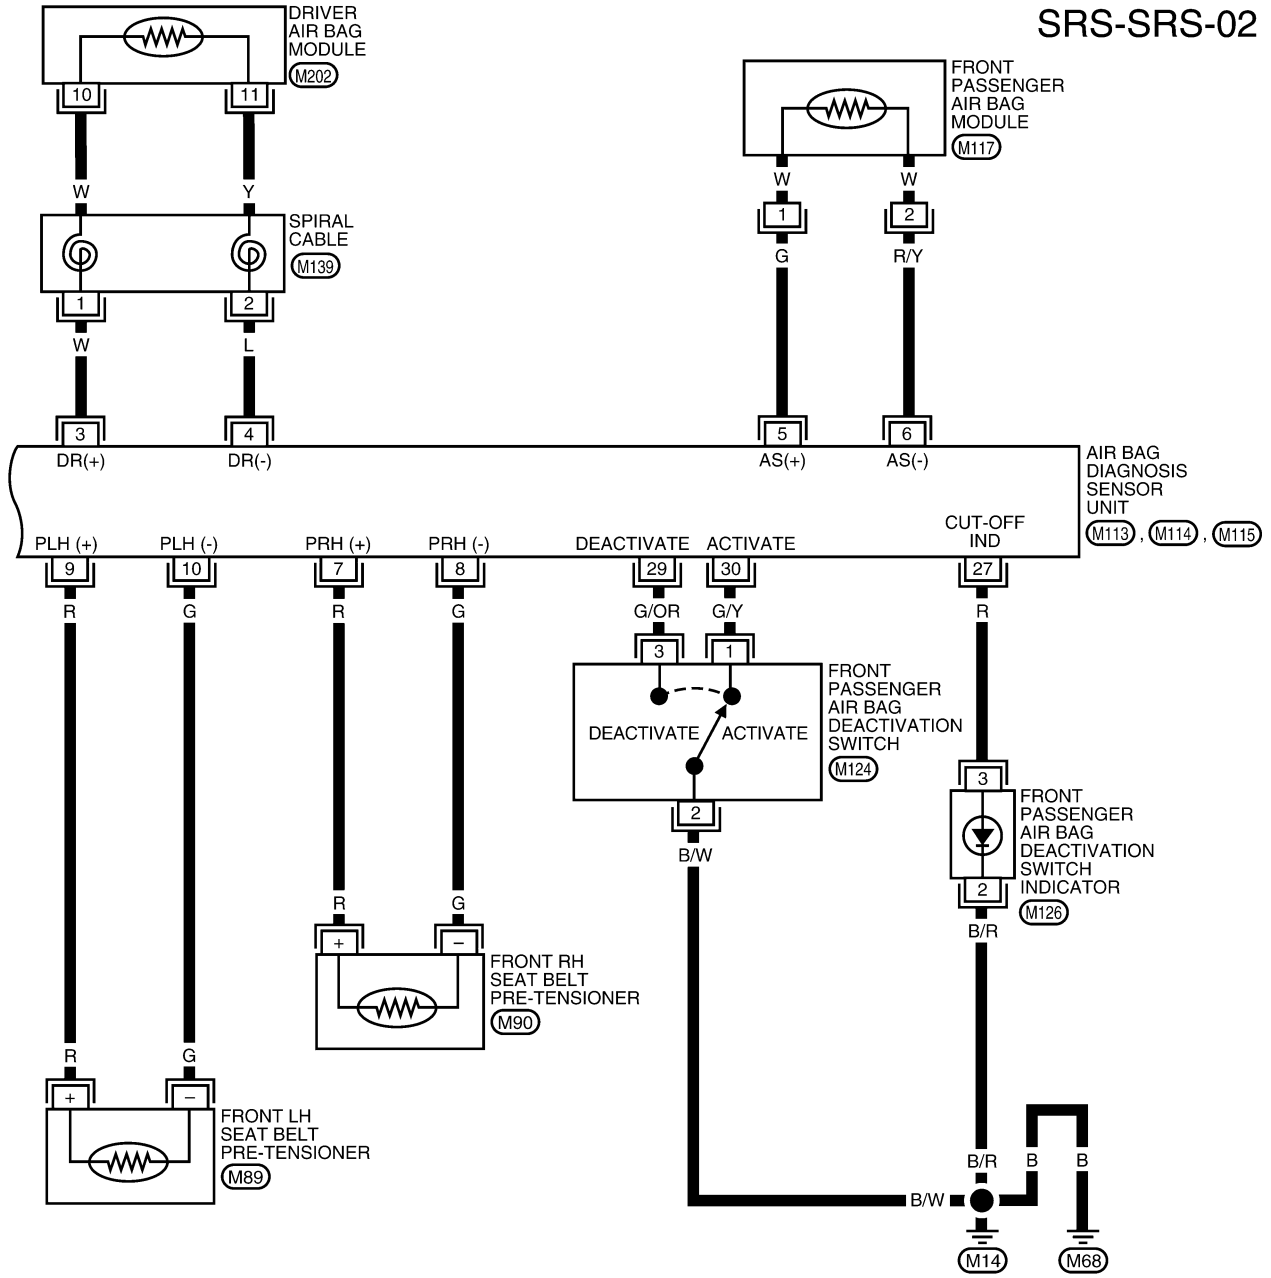 SRS-SRS-02
DRIVER
AIR BAG
MODULE
M202
10
11
W
Y
SPIRAL
CABLE
M139
1
2
W
L
3
4
DR(+)
DR(-)
FRONT
PASSENGER
AIR BAG
MODULE
M117
W
W
1
2
G
R/Y
5
6
AS(+)
AS(-)
AIR BAG
DIAGNOSIS
SENSOR
UNIT
M113 , M114 , M115
CUT-OFF
IND
PLH (+)
PLH (-)
PRH (+)
PRH (-)
DEACTIVATE
ACTIVATE
9
10
7
8
29
30
27
R
G
R
G
G/OR
G/Y
R
3
1
DEACTIVATE
ACTIVATE
FRONT
PASSENGER
AIR BAG
DEACTIVATION
SWITCH
M124
2
B/W
3
FRONT
PASSENGER
AIR BAG
DEACTIVATION
SWITCH
INDICATOR
M126
2
B/R
R
G
+
−
FRONT RH
SEAT BELT
PRE-TENSIONER
M90
R
G
+
−
FRONT LH
SEAT BELT
PRE-TENSIONER
M89
B/R
B
B
B/W
M14
M68